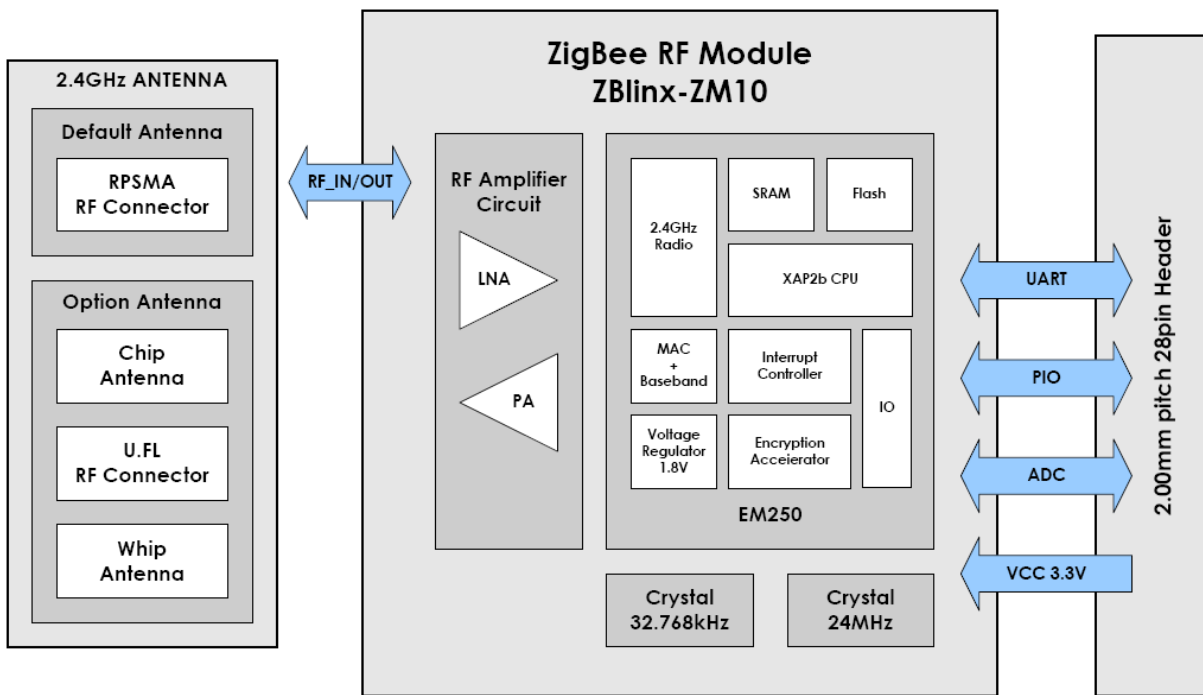 2.4GHz ANTENNA
Default Antenna
RPSMA
RF Connector
Option Antenna
Chip
Antenna
U.FL
RF Connector
Whip
Antenna
RF_IN/OUT
ZigBee RF Module
ZBlinx-ZM10
RF Amplifier
Circuit
LNA
PA
2.4GHz
Radio
SRAM
Flash
XAP2b CPU
MAC
+
Baseband
Interrupt
Controller
IO
Voltage
Regulator
1.8V
Encryption
Acceierator
EM250
Crystal
32.768kHz
Crystal
24MHz
UART
PIO
ADC
VCC 3.3V
2.00mm pitch 28pin Header